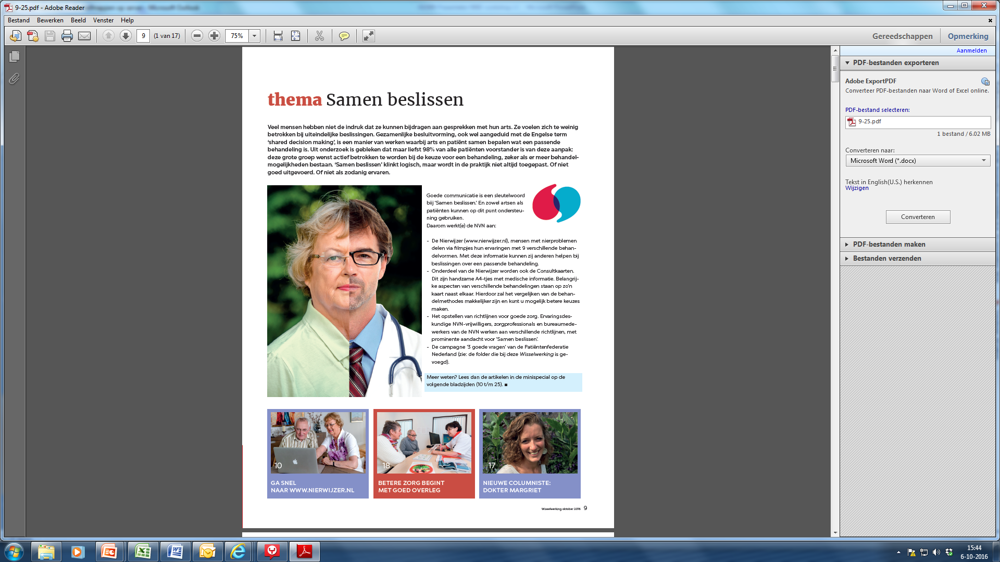 9-25.pdf - Adobe Reader
Bestand Bewerken Beeld Venster Help
9 (1 van 17) 75% Gereedschappen Opmerking
Aanmelden
PDF-bestanden exporteren
Adobe ExportPDF
Converteer PDF-bestanden naar Word of Excel online.
PDF-bestand selecteren:
9-25.pdf
1 bestand / 6.02 MB
Converteren naar:
Microsoft Word (*.docx)
Tekst in English(U.S.) herkennen
Wijzigen
Converteren
PDF-bestanden maken
Bestanden verzenden
thema Samen beslissen
Veel mensen hebben niet de indruk dat ze kunnen bijdragen aan gesprekken met hun arts. Ze voelen zich te weinig
betrokken bij uiteindelijke beslissingen. Gezamenlijke besluitvorming, ook wel aangeduid met de Engelse term
‘shared decision making’, is een manier van werken waarbij arts en patiënt samen bepalen wat een passende
behandeling is. Uit onderzoek is gebleken dat maar liefst 98% van alle patiënten voorstander is van deze aanpak:
deze grote groep wenst actief betrokken te worden bij de keuze voor een behandeling, zeker als er meer behandel-
mogelijkheden bestaan. ‘Samen beslissen’ klinkt logisch, maar wordt in de praktijk niet altijd toegepast. Of niet
goed uitgevoerd. Of niet als zodanig ervaren.
Goede communicatie is een sleutelwoord
biij ‘Samen beslissen.’ En zowel artsen als
patiënten kunnen op dit punt ondersteu-
ning gebruiken.
Daarom werkt(e) de NVN aan:
- De Nierwijzer (www.nierwijzer.nl), mensen met nierproblemen
delen via filmpjes hun ervaringen met 9 verschillende behan-
delvormen. Met deze informatie kunnen zij anderen helpen bij
beslissingen over een passende behandeling.
- Onderdeel van de Nierwijzer worden ook de Consultkaarten.
Dit zijn handzame A4-tjes met medische informatie. Belangrij-
ke aspecten van verschillende behandelingen staan op zo’n
kaart naast elkaar. Hierdoor zal het vergelijken van de behan-
delmethodes makkelijker zijn en kunt u mogelijk betere keuzes
maken.
- Het opstellen van richtlijnen voor goede zorg. Ervaringsdes-
kundige NVN-vrijwilligers, zorgprofessionals en bureaumede-
werkers van de NVN werken aan verschillende richtlijnen, met
prominente aandacht voor ‘Samen beslissen’.
- De campagne ‘3 goede vragen’ van de Patiëntenfederatie
Nederland (zie: de folder die bij deze Wisselwerking is ge-
voegd).
Meer weten? Lees dan de artikelen in de minispecial op de
volgende bladzijden (10 t/m 25). ■
10
GA SNEL
NAAR WWW.NIERWIJZER.NL
18
BETERE ZORG BEGINT
MET GOED OVERLEG
17
NIEUWE COLUMNISTE:
DOKTER MARGRIET
Wisselwerking oktober 2016 9
15:44
6-10-2016